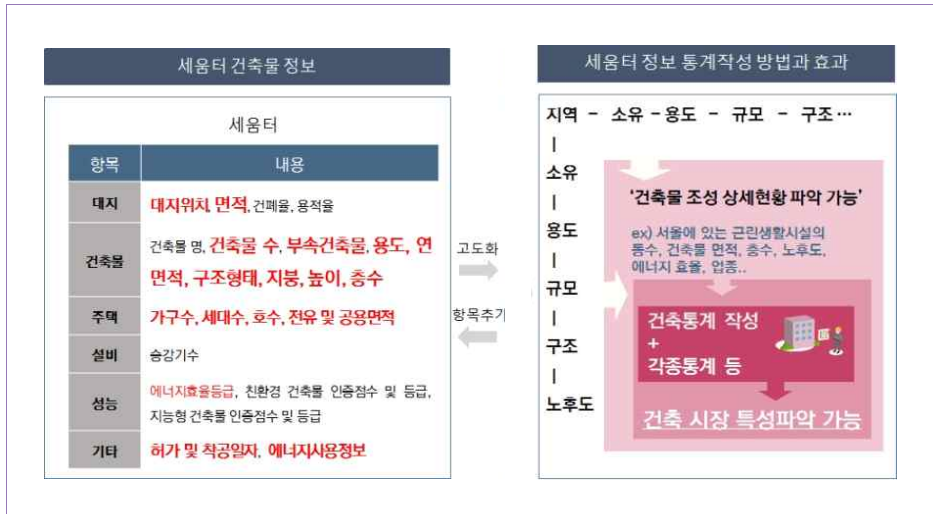 세움터 건축물 정보
세움터
항목 내용
대지 대지위치, 면적, 건폐율, 용적율
건축물 건축물 명, 건축물 수, 부속건축물, 용도, 연
면적, 구조형태, 지붕, 높이, 층수
주택 가구수, 세대수, 호수, 전유 및 공용면적
설비 승강기수
성능 에너지효율등급, 친환경 건축물 인증점수 및 등급,
지능형 건축물 인증점수 및 등급
기타 허가 및 착공일자, 에너지사용정보
고도화
항목추가
세움터 정보 통계작성 방법과 효과
지역 - 소유 - 용도 - 규모 - 구조 …
소유
용도
규모
구조
노후도
'건축물 조성 상세현황 파악 가능'
ex) 서울에 있는 근린생활시설의
동수, 건축물 면적, 층수, 노후도,
에너지 효율, 업종..
건축통계 작성
+
각종통계 등
건축 시장 특성파악 가능